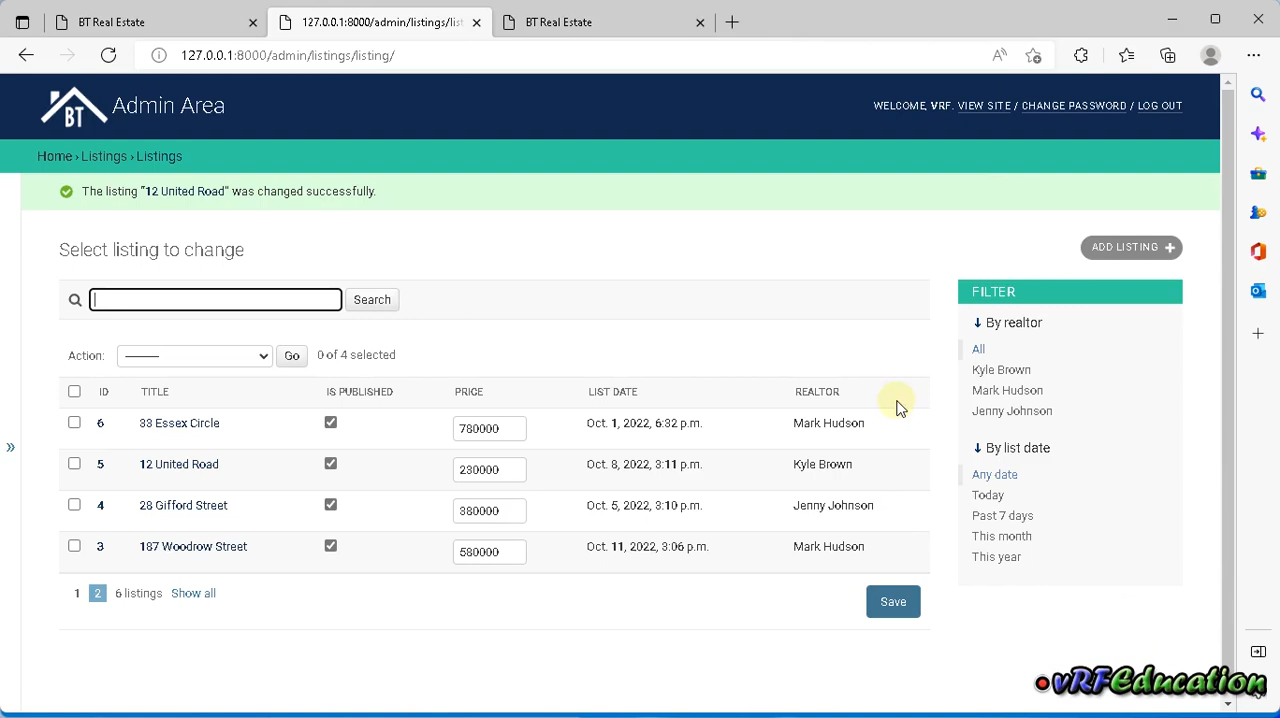 BT Real Estate
127.0.0.1:8000/admin/listings/list
BT Real Estate
127.0.0.1:8000/admin/listings/listing/
BT
Admin Area
WELCOME, VRF. VIEW SITE / CHANGE PASSWORD / LOG OUT
Home › Listings › Listings
The listing "12 United Road" was changed successfully.
Select listing to change
ADD LISTING +
Search
FILTER
By realtor
All
Kyle Brown
Mark Hudson
Jenny Johnson
By list date
Any date
Today
Past 7 days
This month
This year
Action: --------- Go 0 of 4 selected
ID TITLE IS PUBLISHED PRICE LIST DATE REALTOR
6 33 Essex Circle 780000 Oct. 1, 2022, 6:32 p.m. Mark Hudson
5 12 United Road 230000 Oct. 8, 2022, 3:11 p.m. Kyle Brown
4 28 Gifford Street 380000 Oct. 5, 2022, 3:10 p.m. Jenny Johnson
3 187 Woodrow Street 580000 Oct. 11, 2022, 3:06 p.m. Mark Hudson
1 2 6 listings Show all
Save
vRFEducation